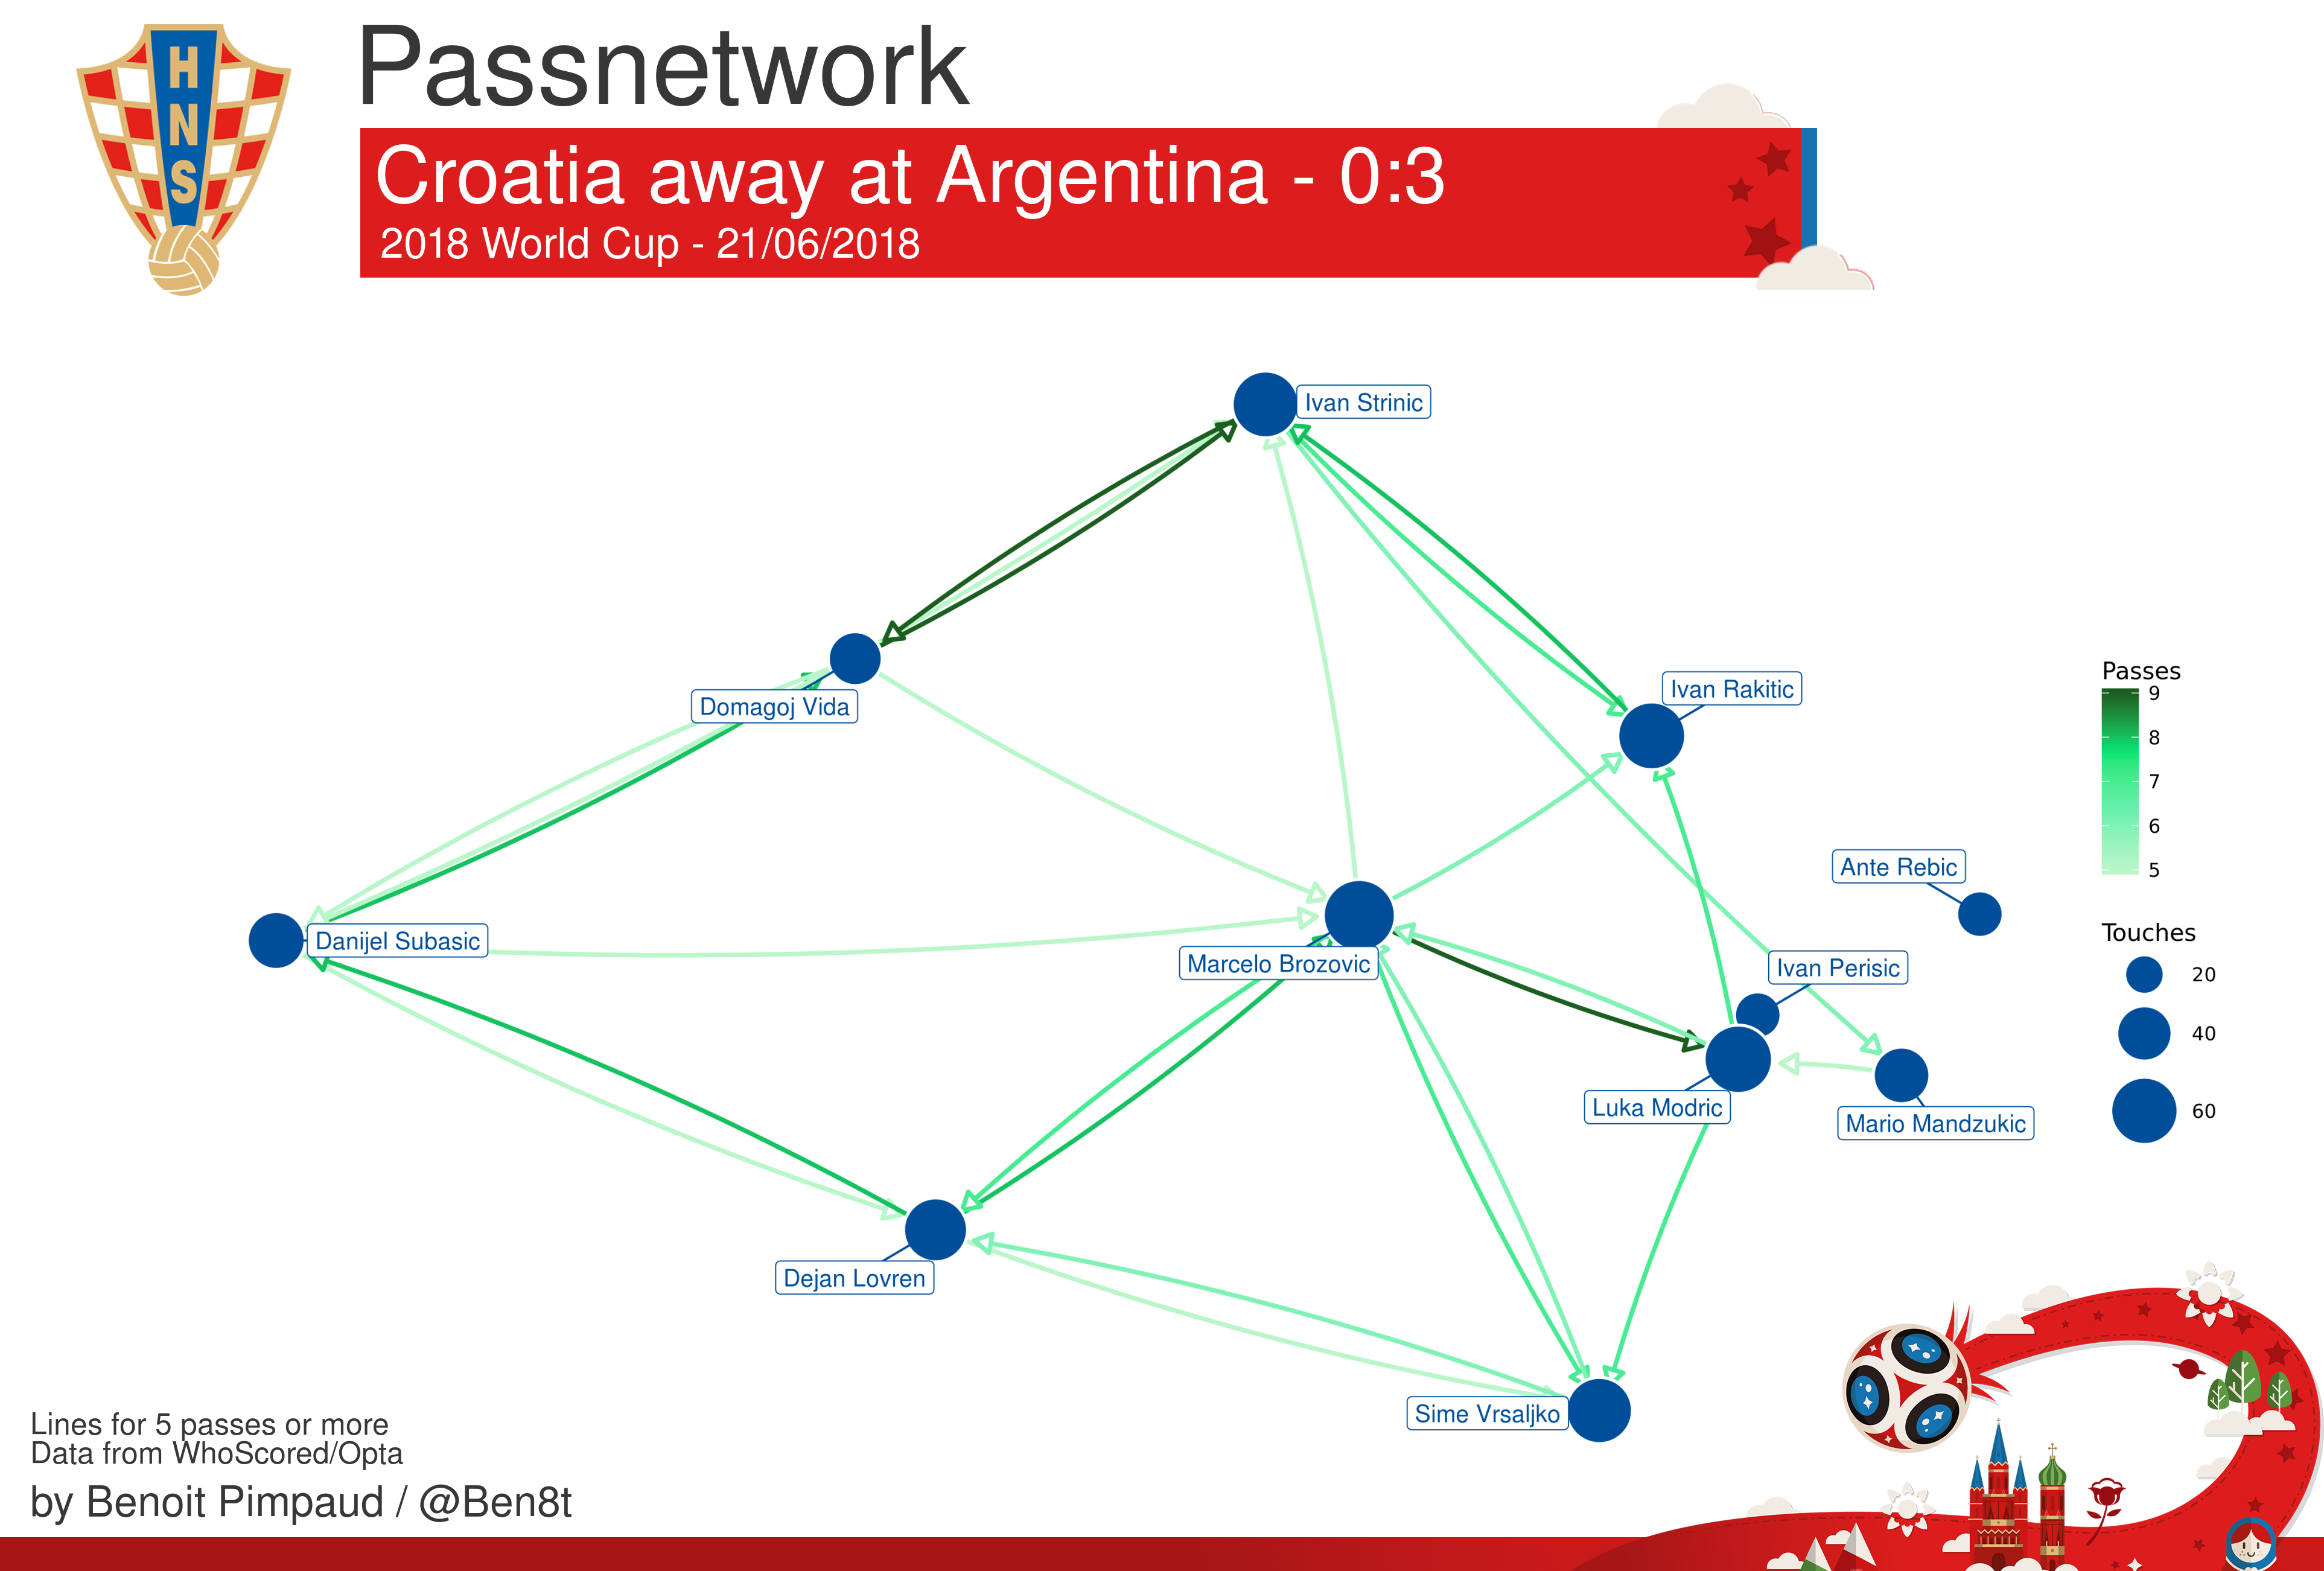 H
N
S
Passnetwork
Croatia away at Argentina - 0:3
2018 World Cup - 21/06/2018
Ivan Strinic
Domagoj Vida
Ivan Rakitic
Ante Rebic
Danijel Subasic
Marcelo Brozovic
Ivan Perisic
Luka Modric
Mario Mandzukic
Dejan Lovren
Sime Vrsaljko
Passes
9
8
7
6
5
Touches
20
40
60
Lines for 5 passes or more
Data from WhoScored/Opta
by Benoit Pimpaud / @Ben8t